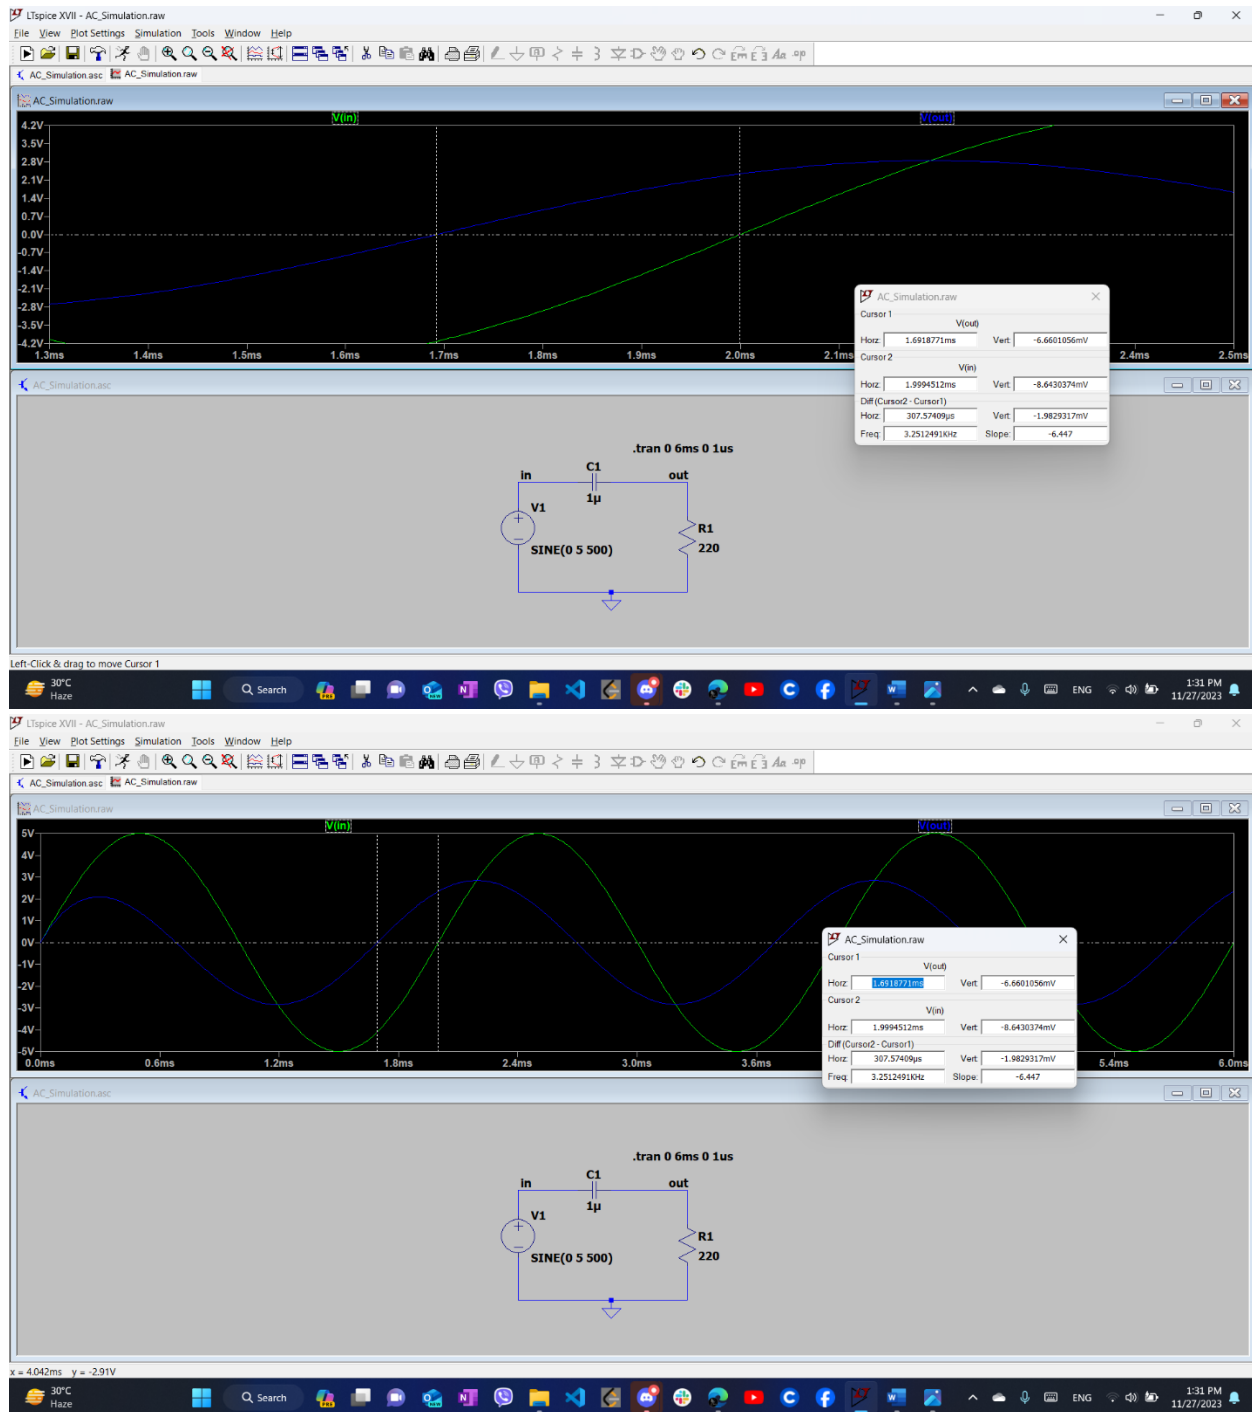 LTspice XVII - AC_Simulation.raw
File View Plot Settings Simulation Tools Window Help
AC_Simulation.asc AC_Simulation.raw
AC_Simulation.raw
V(in) V(out)
4.2V
3.5V
2.8V
2.1V
1.4V
0.7V
0.0V
-0.7V
-1.4V
-2.1V
-2.8V
-3.5V
-4.2V
1.3ms 1.4ms 1.5ms 1.6ms 1.7ms 1.8ms 1.9ms 2.0ms 2.1ms 2.4ms 2.5ms
AC_Simulation.raw
Cursor 1
V(out)
Horz: 1.6918771ms Vert: -6.6601056mV
Cursor 2
V(in)
Horz: 1.9994512ms Vert: -8.6430374mV
Diff (Cursor2 - Cursor1)
Horz: 307.57409µs Vert: -1.9829317mV
Freq: 3.2512491KHz Slope: -6.447
AC_Simulation.asc
.tran 0 6ms 0 1us
in C1 out
1µ
V1
R1
SINE(0 5 500) 220
Left-Click & drag to move Cursor 1
30°C
Haze
Search
ENG
1:31 PM
11/27/2023
LTspice XVII - AC_Simulation.raw
File View Plot Settings Simulation Tools Window Help
AC_Simulation.asc AC_Simulation.raw
AC_Simulation.raw
V(in) V(out)
5V
4V
3V
2V
1V
0V
-1V
-2V
-3V
-4V
-5V
0.0ms 0.6ms 1.2ms 1.8ms 2.4ms 3.0ms 3.6ms 5.4ms 6.0ms
AC_Simulation.raw
Cursor 1
V(out)
Horz: 1.6918771ms Vert: -6.6601056mV
Cursor 2
V(in)
Horz: 1.9994512ms Vert: -8.6430374mV
Diff (Cursor2 - Cursor1)
Horz: 307.57409µs Vert: -1.9829317mV
Freq: 3.2512491KHz Slope: -6.447
AC_Simulation.asc
.tran 0 6ms 0 1us
in C1 out
1µ
V1
R1
SINE(0 5 500) 220
x = 4.042ms y = -2.91V
30°C
Haze
Search
ENG
1:31 PM
11/27/2023